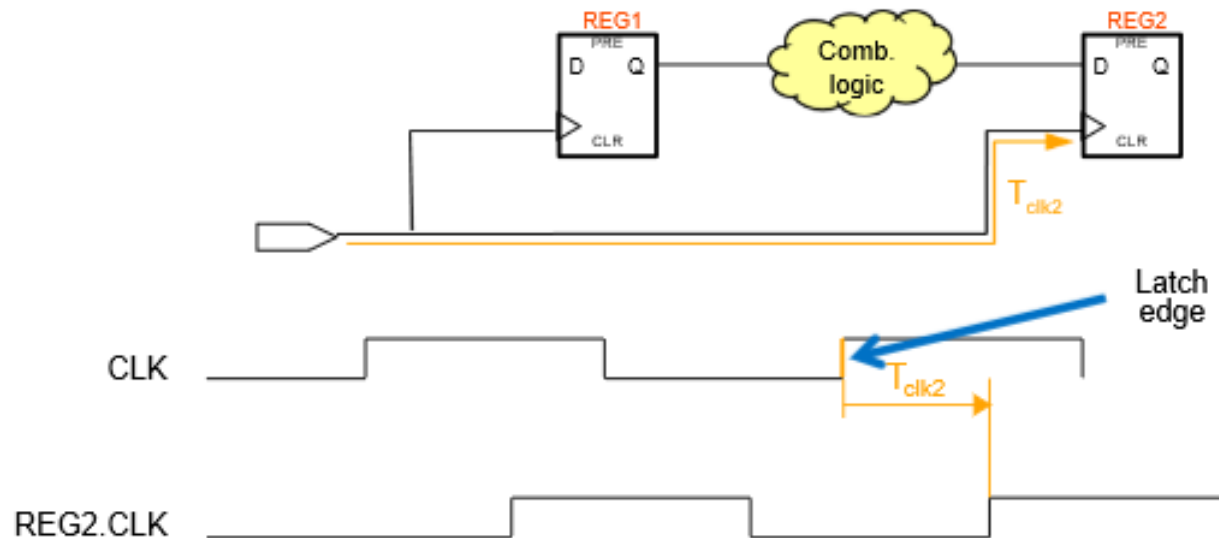 REG1
REG2
PRE
D Q
CLR
Comb.
logic
PRE
D Q
CLR
Tclk2
Latch
edge
CLK
Tclk2
REG2.CLK